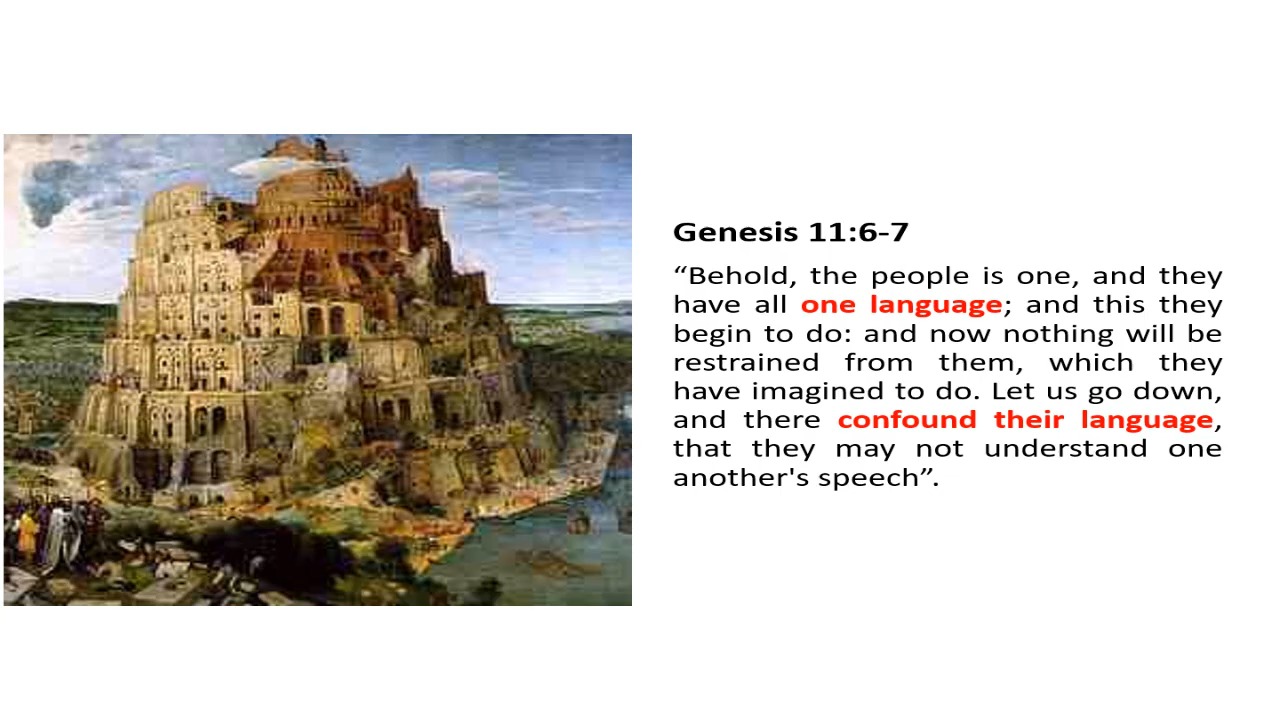 Genesis 11:6-7
“Behold, the people is one, and they
have all one language; and this they
begin to do: and now nothing will be
restrained from them, which they
have imagined to do. Let us go down,
and there confound their language,
that they may not understand one
another's speech”.